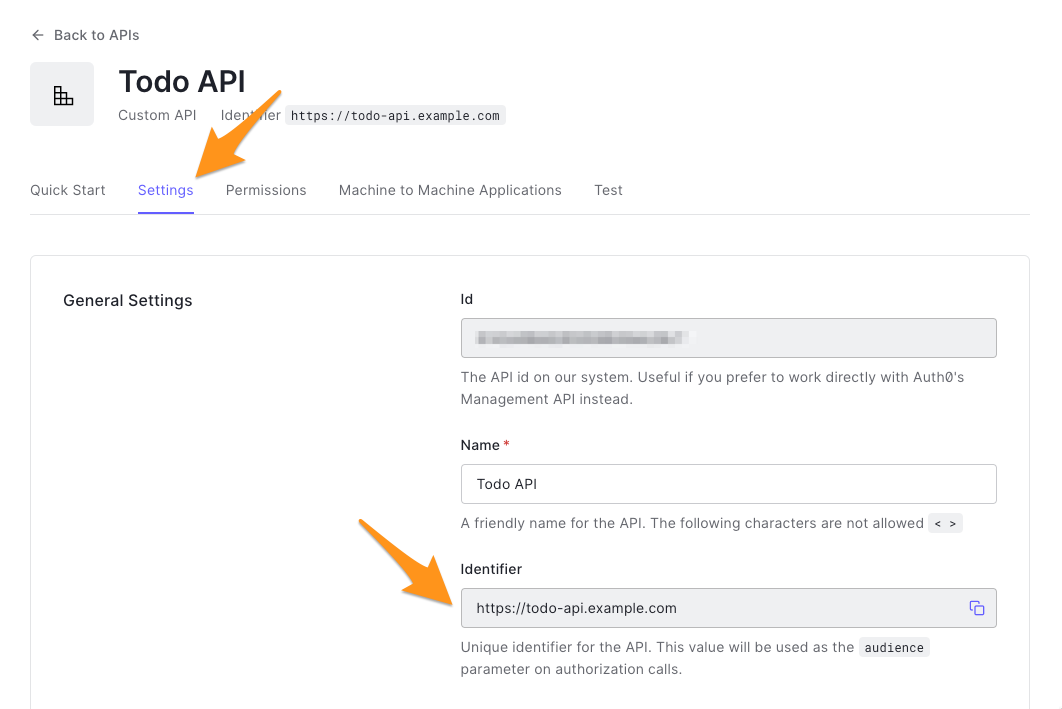 Back to APIs
Todo API
Custom API Identifier https://todo-api.example.com
Quick Start Settings Permissions Machine to Machine Applications Test
General Settings
Id
The API id on our system. Useful if you prefer to work directly with Auth0's
Management API instead.
Name *
Todo API
A friendly name for the API. The following characters are not allowed < >
Identifier
https://todo-api.example.com
Unique identifier for the API. This value will be used as the audience
parameter on authorization calls.